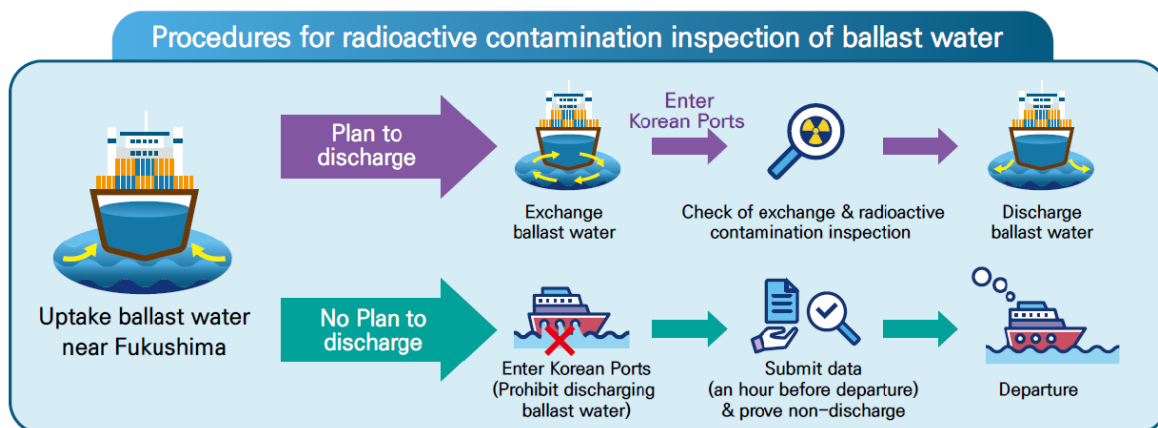 Procedures for radioactive contamination inspection of ballast water
Uptake ballast water
near Fukushima
Plan to
discharge
Exchange
ballast water
Enter
Korean Ports
Check of exchange & radioactive
contamination inspection
Discharge
ballast water
No Plan to
discharge
Enter Korean Ports
(Prohibit discharging
ballast water)
Submit data
(an hour before departure)
& prove non-discharge
Departure